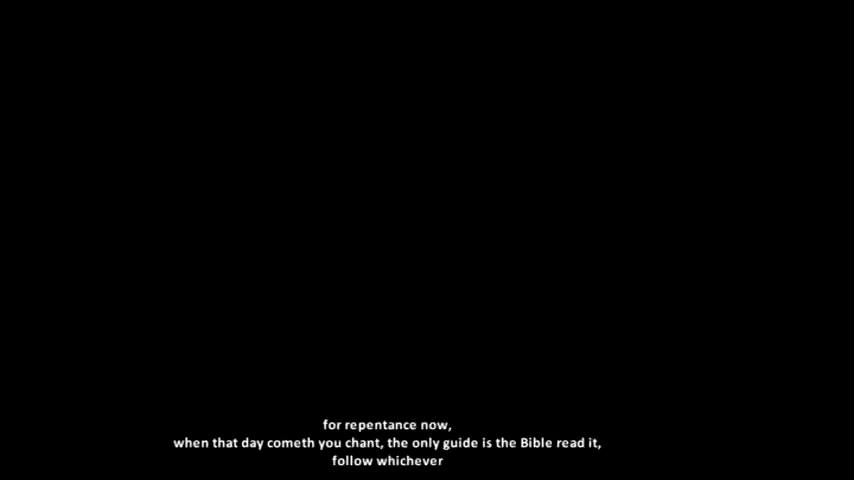 for repentance now,
when that day cometh you chant, the only guide is the Bible read it,
follow whichever